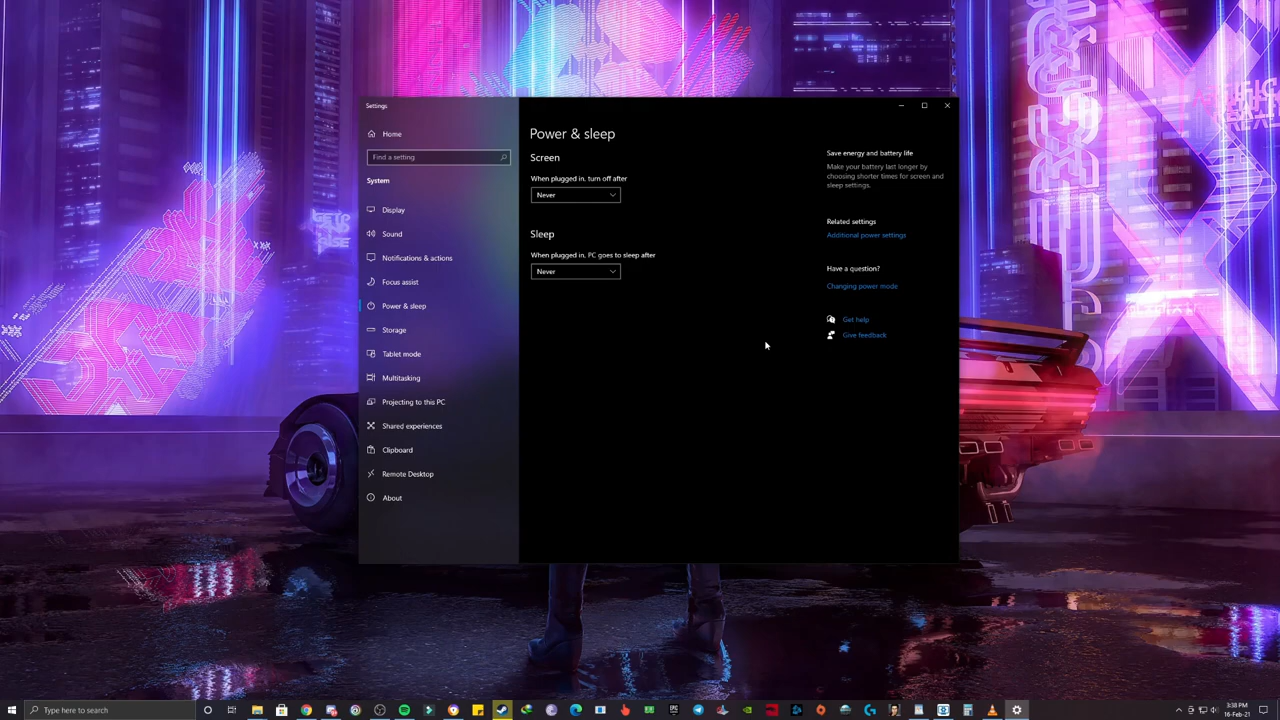 Settings
Home
Find a setting
System
Display
Sound
Notifications & actions
Focus assist
Power & sleep
Storage
Tablet mode
Multitasking
Projecting to this PC
Shared experiences
Clipboard
Remote Desktop
About
Power & sleep
Screen
When plugged in, turn off after
Never
Sleep
When plugged in, PC goes to sleep after
Never
Save energy and battery life
Make your battery last longer by
choosing shorter times for screen and
sleep settings.
Related settings
Additional power settings
Have a question?
Changing power mode
Get help
Give feedback
Type here to search
3:38 PM
16-Feb-21